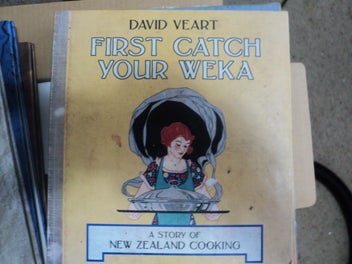 DAVID VEART
FIRST CATCH
YOUR WEKA
A STORY OF
NEW ZEALAND COOKING